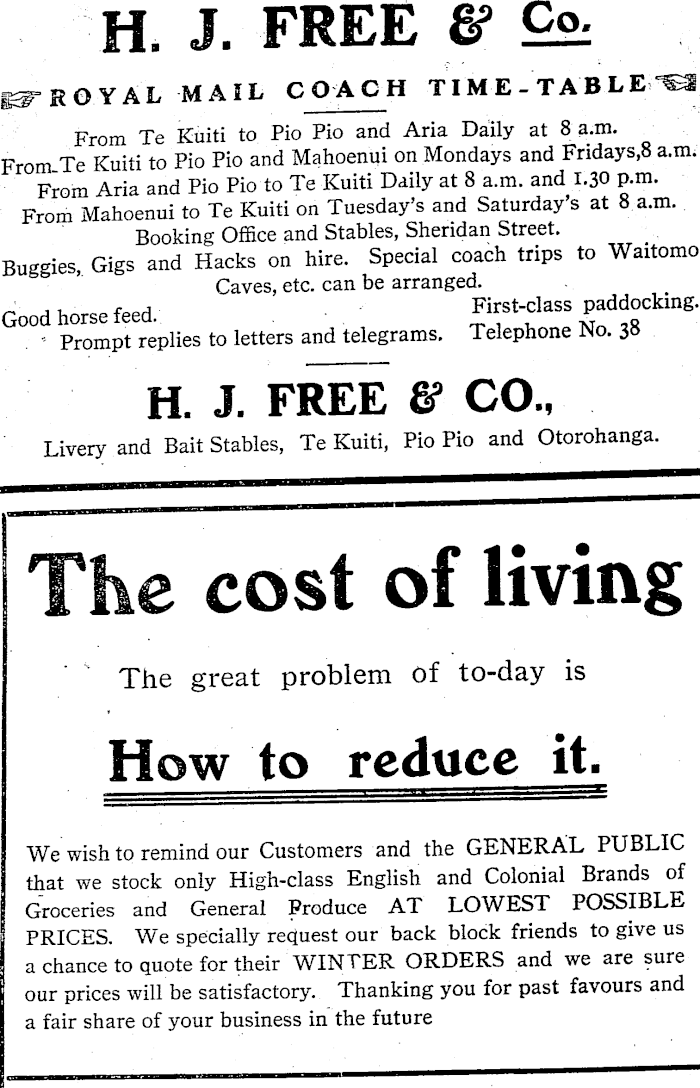 H. J. FREE & Co.
ROYAL MAIL COACH TIME-TABLE
From Te Kuiti to Pio Pio and Aria Daily at 8 a.m.
From Te Kuiti to Pio Pio and Mahoenui on Mondays and Fridays, 8 a.m.
From Aria and Pio Pio to Te Kuiti Daily at 8 a.m. and 1.30 p.m.
From Mahoenui to Te Kuiti on Tuesday's and Saturday's at 8 a.m.
Booking Office and Stables, Sheridan Street.
Buggies, Gigs and Hacks on hire. Special coach trips to Waitomo
Caves, etc. can be arranged.
Good horse feed. First-class paddocking.
Prompt replies to letters and telegrams. Telephone No. 38
H. J. FREE & CO.,
Livery and Bait Stables, Te Kuiti, Pio Pio and Otorohanga.
The cost of living
The great problem of to-day is
How to reduce it.
We wish to remind our Customers and the GENERAL PUBLIC
that we stock only High-class English and Colonial Brands of
Groceries and General Produce AT LOWEST POSSIBLE
PRICES. We specially request our back block friends to give us
a chance to quote for their WINTER ORDERS and we are sure
our prices will be satisfactory. Thanking you for past favours and
a fair share of your business in the future